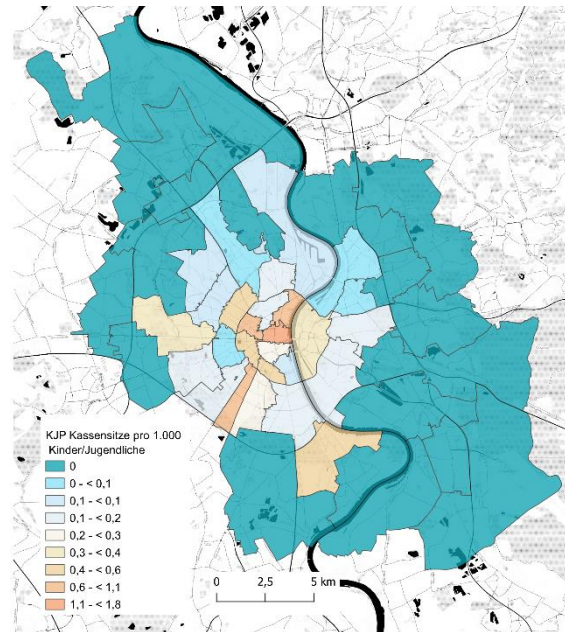 KJP Kassensitze pro 1.000
Kinder/Jugendliche
0
0 - < 0,1
0,1 - < 0,1
0,1 - < 0,2
0,2 - < 0,3
0,3 - < 0,4
0,4 - < 0,6
0,6 - < 1,1
1,1 - < 1,8
0 2,5 5 km